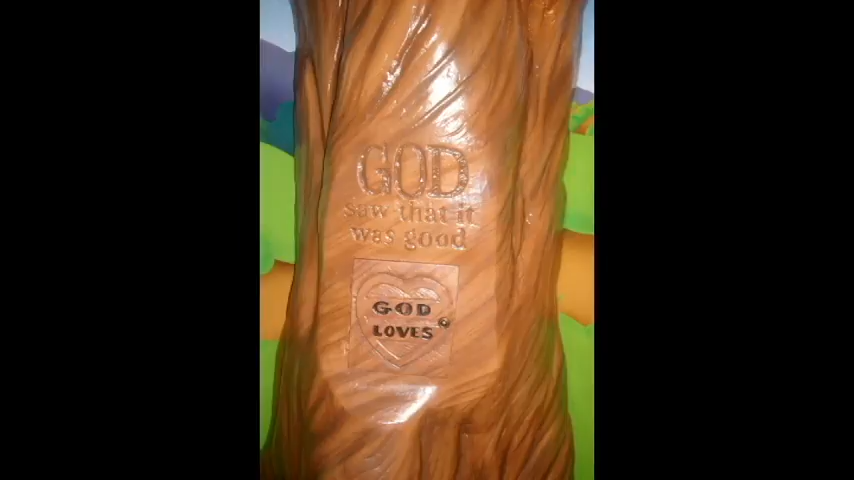 GOD
saw that it
was good
GOD
LOVES